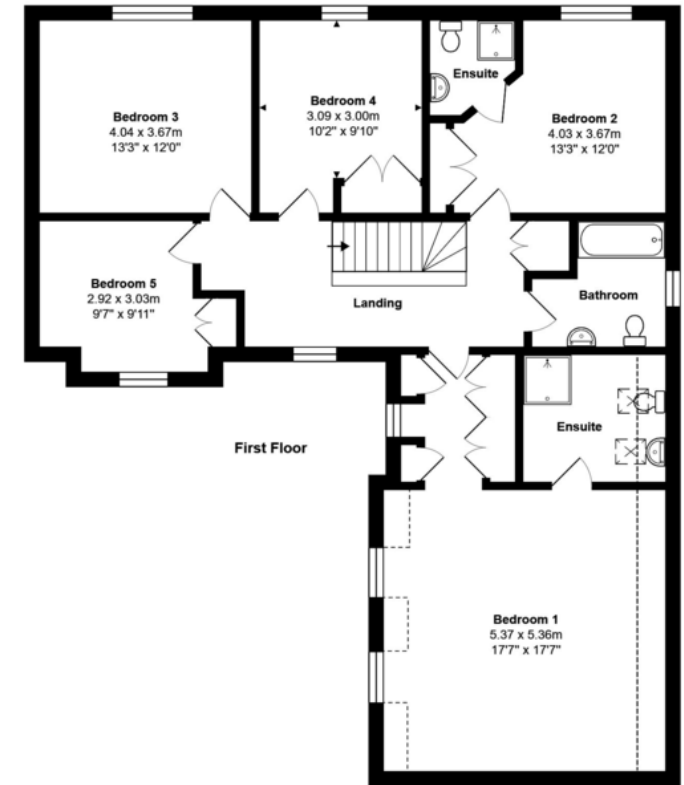 Bedroom 3
4.04 x 3.67m
13'3" x 12'0"
Bedroom 4
3.09 x 3.00m
10'2" x 9'10"
Ensuite
Bedroom 2
4.03 x 3.67m
13'3" x 12'0"
Bedroom 5
2.92 x 3.03m
9'7" x 9'11"
Landing
Bathroom
First Floor
Ensuite
Bedroom 1
5.37 x 5.36m
17'7" x 17'7"